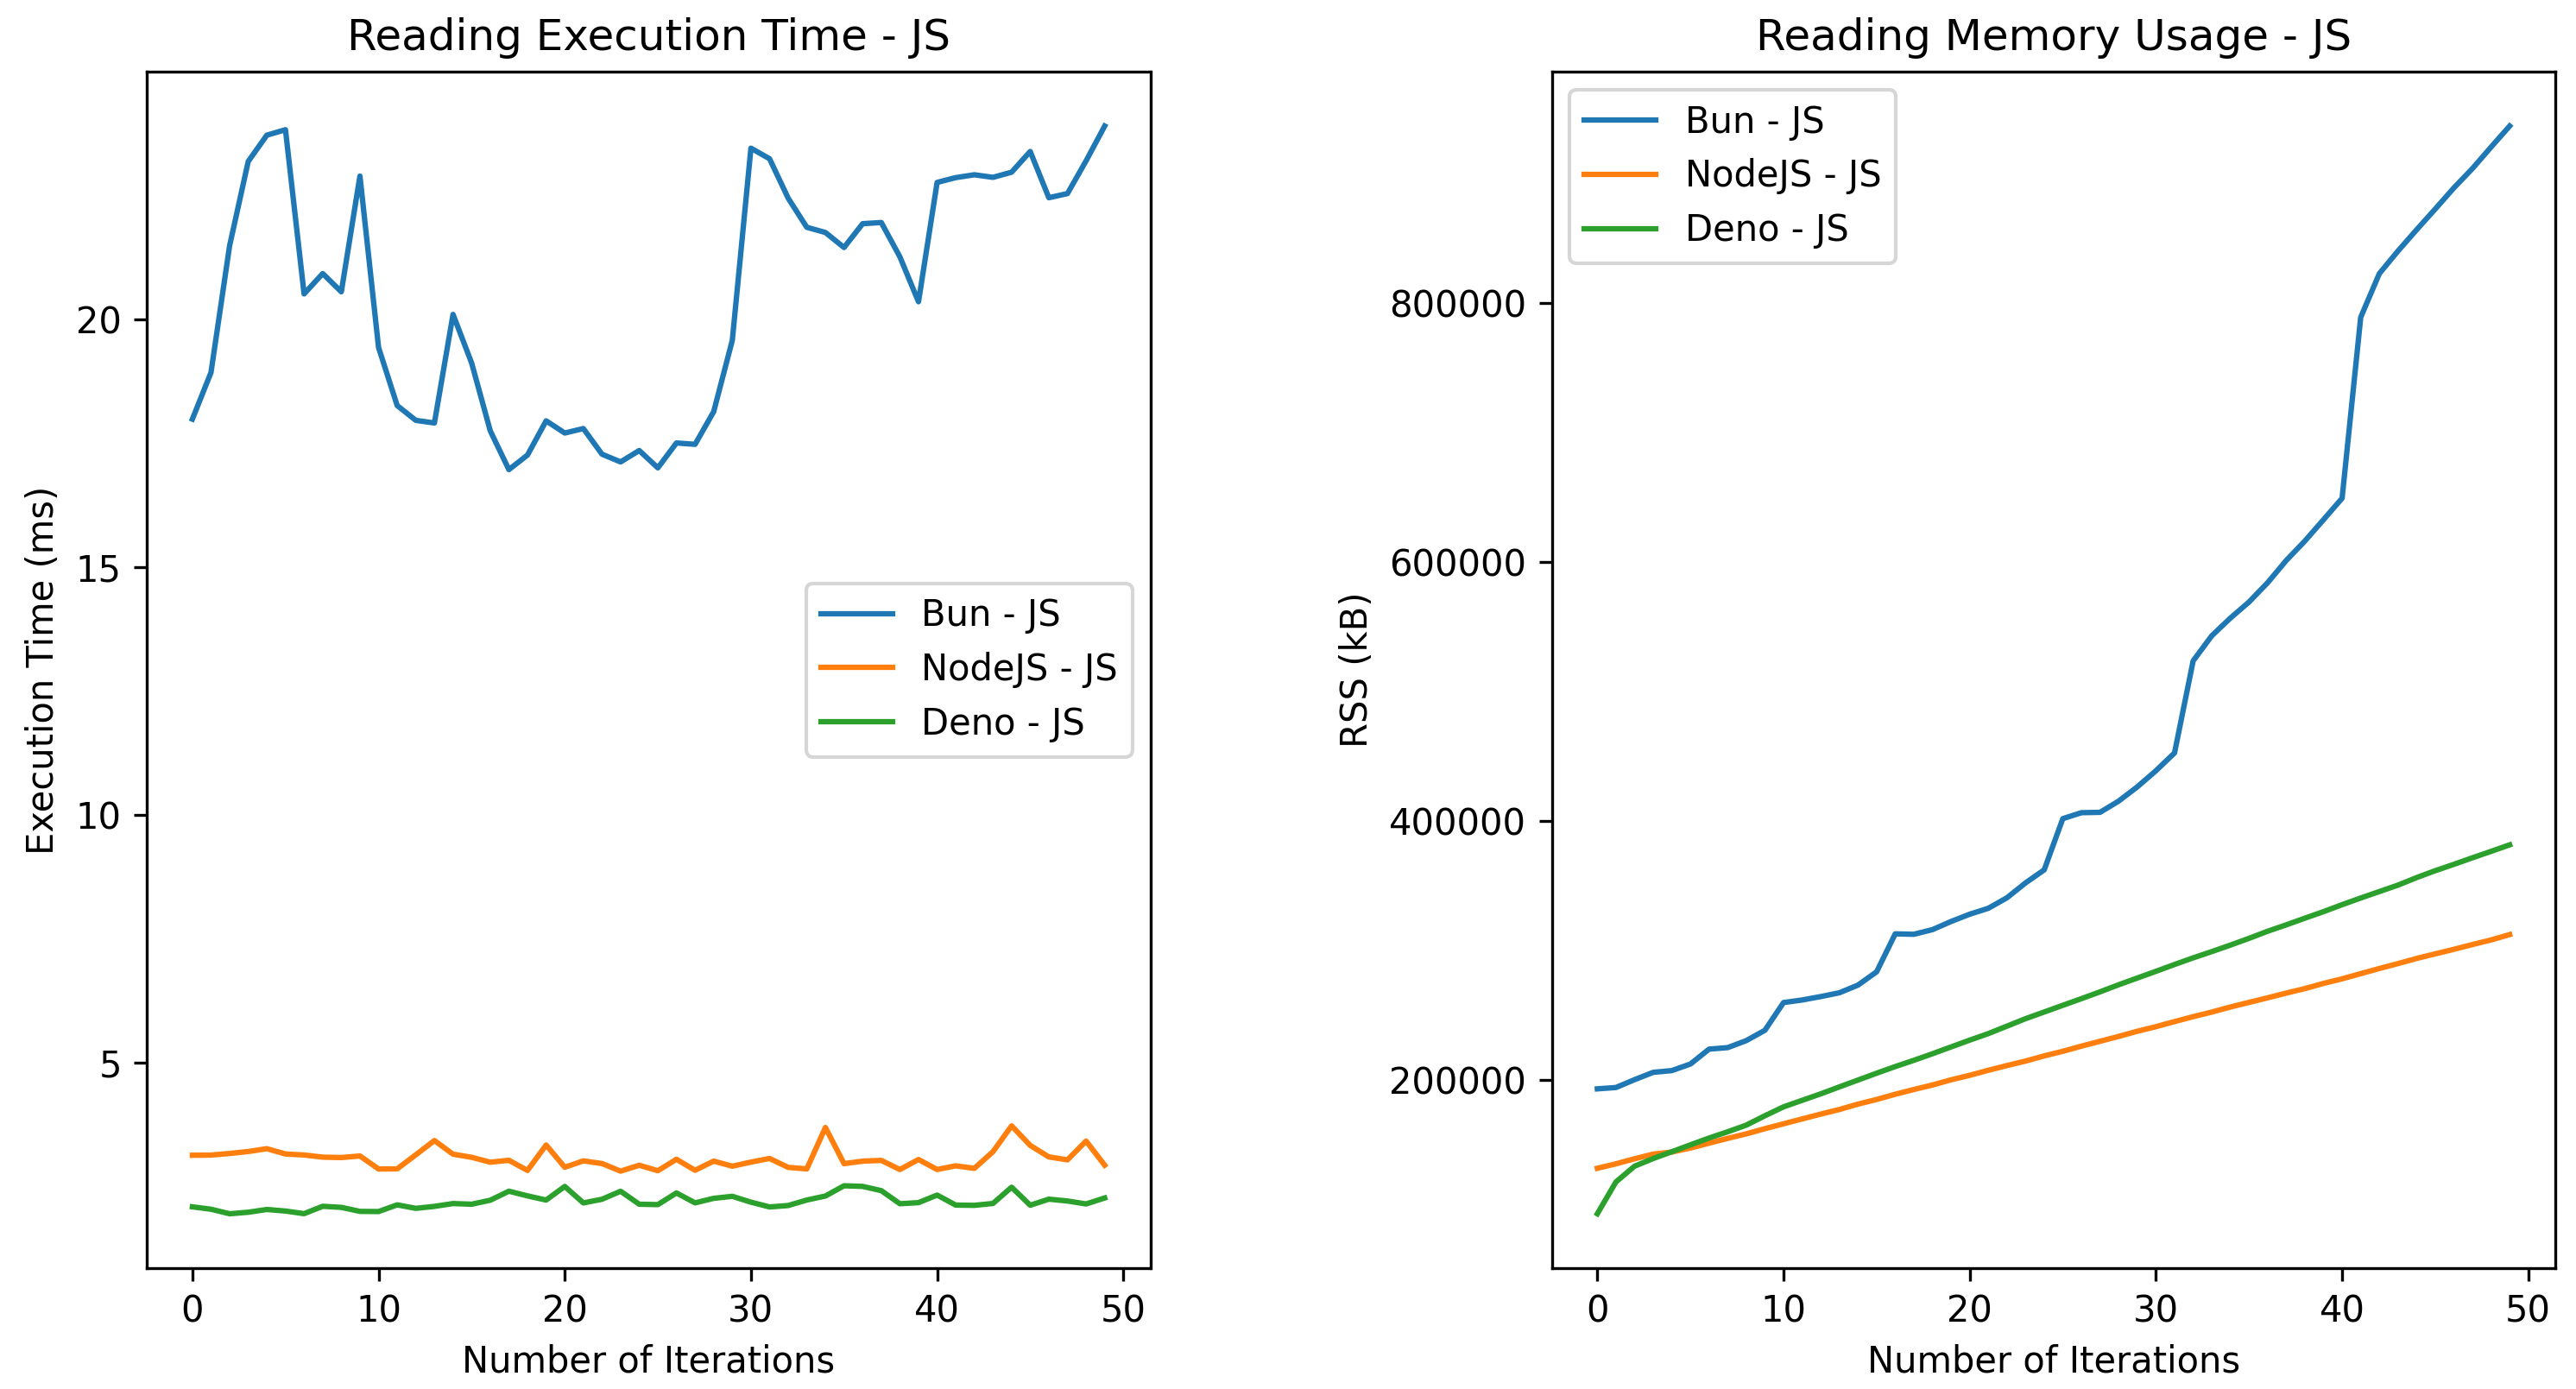 Reading Execution Time - JS
Execution Time (ms)
20
15
10
5
Bun - JS
NodeJS - JS
Deno - JS
0 10 20 30 40 50
Number of Iterations
Reading Memory Usage - JS
RSS (kB)
800000
600000
400000
200000
Bun - JS
NodeJS - JS
Deno - JS
0 10 20 30 40 50
Number of Iterations